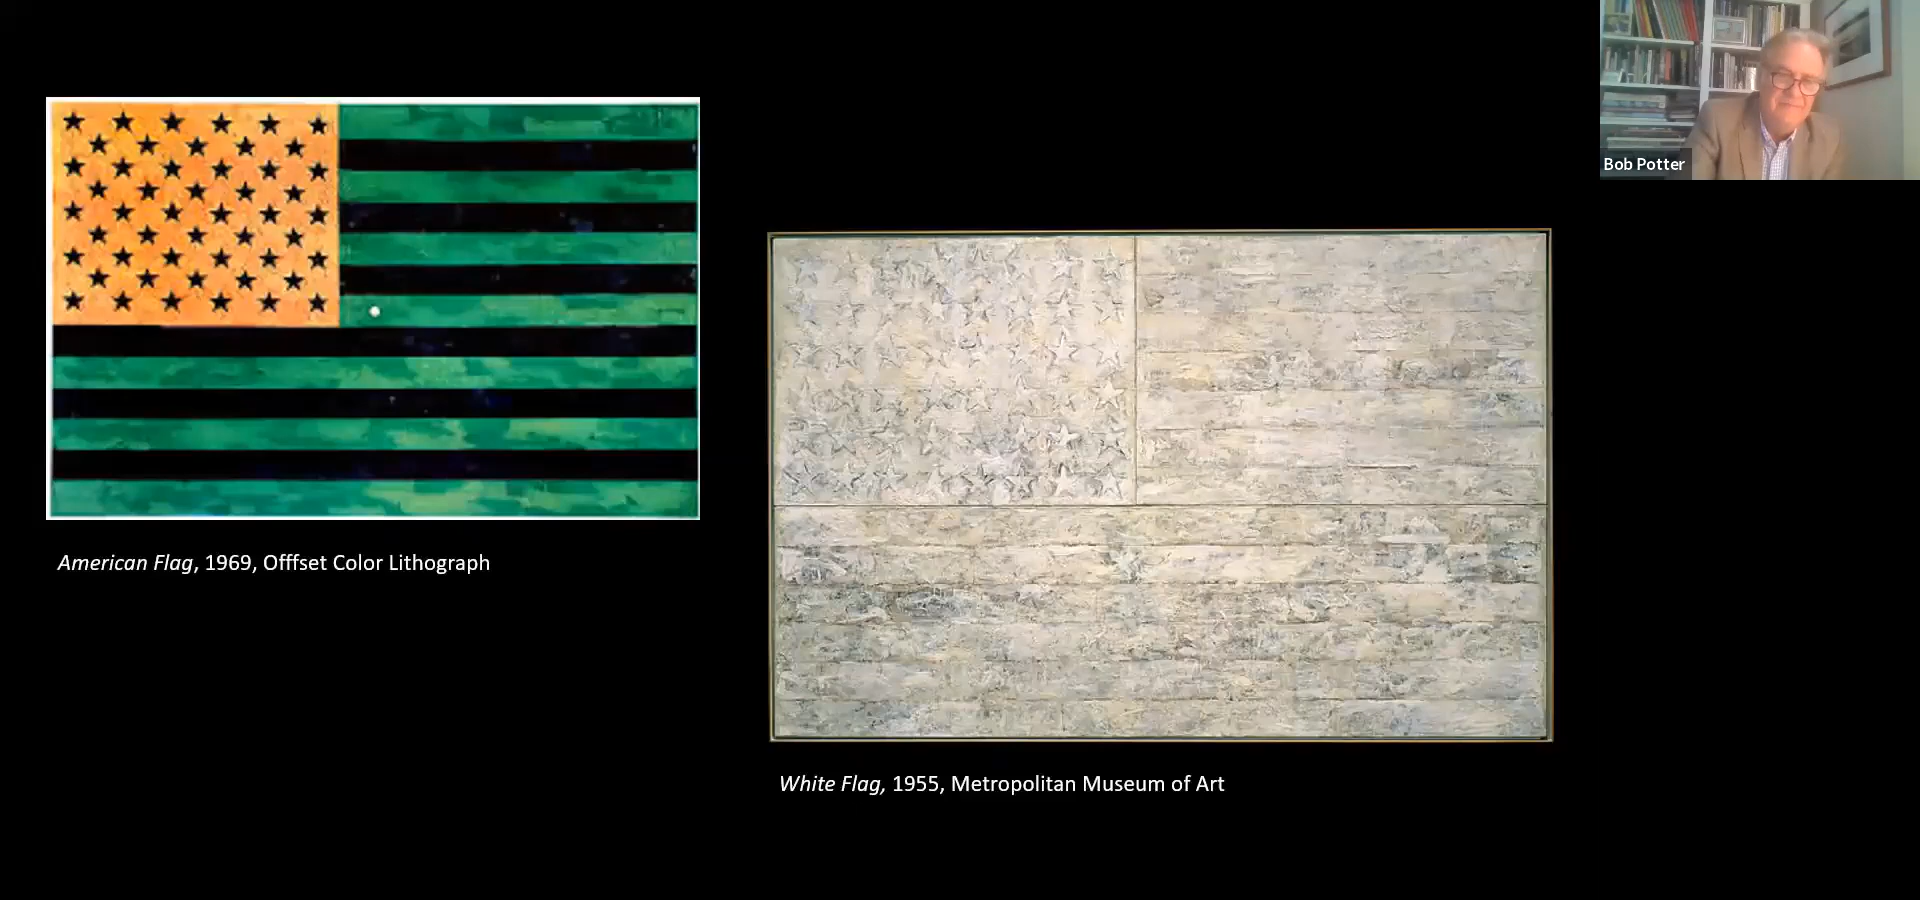 Bob Potter
American Flag, 1969, Offfset Color Lithograph
White Flag, 1955, Metropolitan Museum of Art